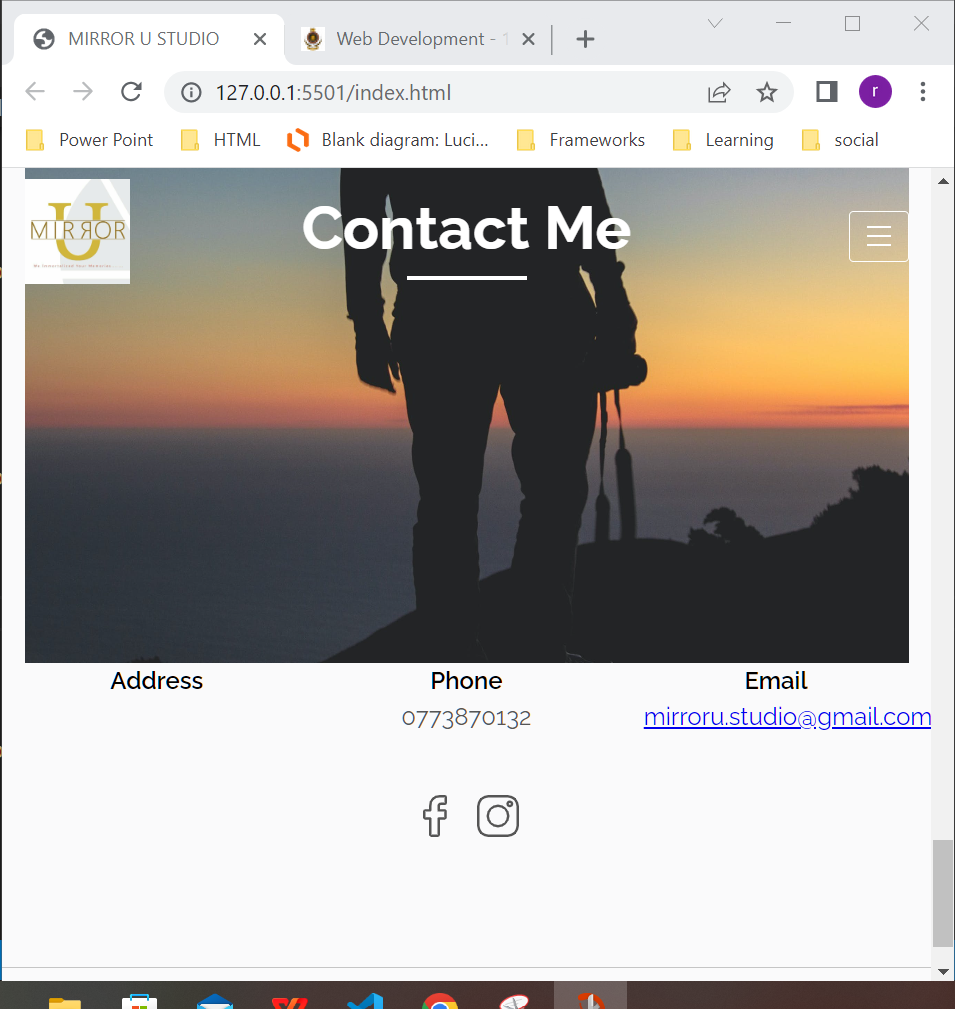 MIRROR U STUDIO
Web Development - 1
127.0.0.1:5501/index.html
r
Power Point
HTML
Blank diagram: Luci...
Frameworks
Learning
social
U
MIRROR
Contact Me
Address
Phone
Email
0773870132
mirroru.studio@gmail.com